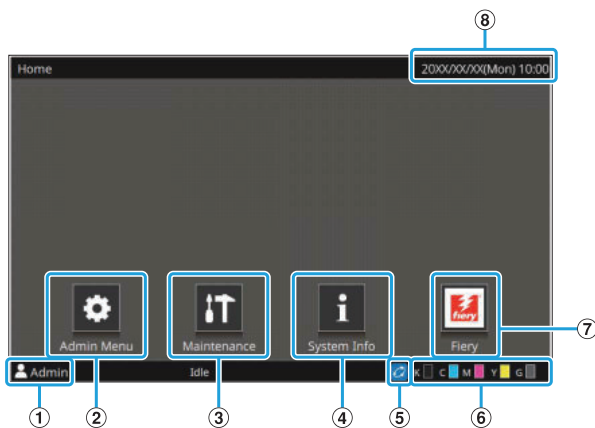 ⑧
Home 20XX/XX/XX(Mon) 10:00
fiery
Admin Menu Maintenance System Info Fiery
⑦
Admin Idle K C M Y G
① ② ③ ④ ⑤ ⑥